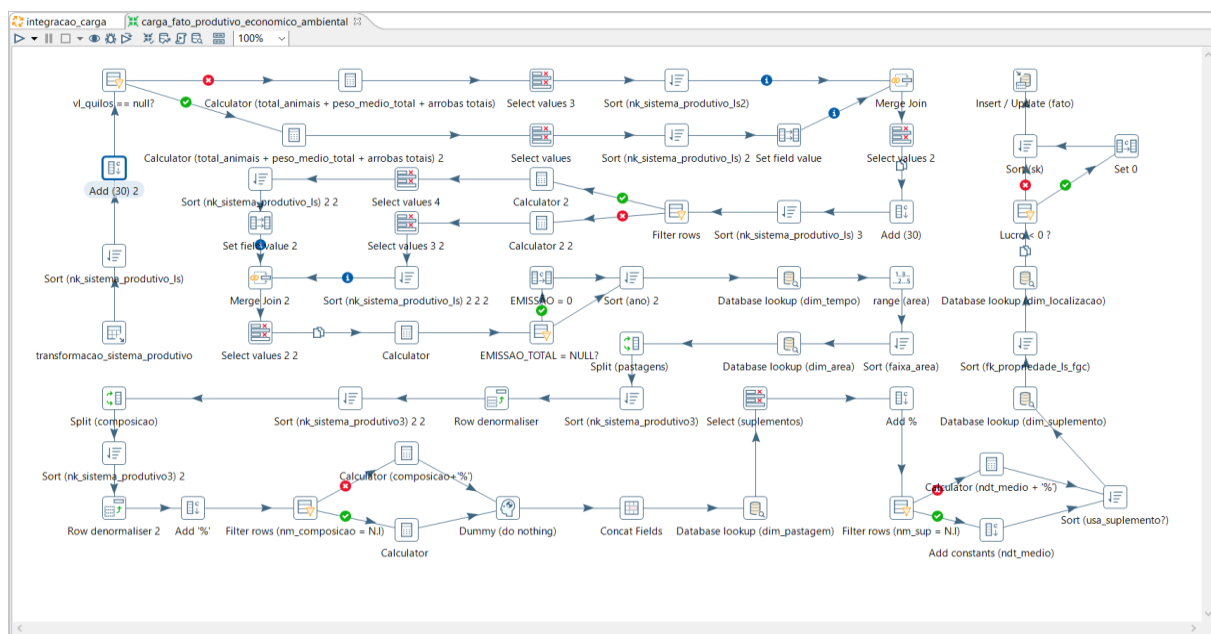 integracao_carga
carga_fato_produtivo_economico_ambiental
100%
vl_quilos == null?
Calculator (total_animais + peso_medio_total + arrobas totais)
Select values 3
Sort (nk_sistema_produtivo_ls2)
Merge Join
Insert / Update (fato)
Calculator (total_animais + peso_medio_total + arrobas totais) 2
Select values
Sort (nk_sistema_produtivo_ls) 2
Set field value
Select values 2
Sort (sk)
Set 0
Add (30) 2
Sort (nk_sistema_produtivo_ls) 2 2
Select values 4
Calculator 2
Filter rows
Sort (nk_sistema_produtivo_ls) 3
Add (30)
Lucro < 0 ?
Set field value 2
Select values 3 2
Calculator 2 2
Sort (nk_sistema_produtivo_ls)
Merge Join 2
Sort (nk_sistema_produtivo_ls) 2 2 2
EMISSAO = 0
Sort (ano) 2
Database lookup (dim_tempo)
range (area)
Database lookup (dim_localizacao)
transformacao_sistema_produtivo
Select values 2 2
Calculator
EMISSAO_TOTAL = NULL?
Split (pastagens)
Database lookup (dim_area)
Sort (faixa_area)
Sort (fk_propriedade_ls_fgc)
Split (composicao)
Sort (nk_sistema_produtivo3) 2 2
Row denormaliser
Sort (nk_sistema_produtivo3)
Select (suplementos)
Add %
Database lookup (dim_suplemento)
Sort (nk_sistema_produtivo3) 2
Calculator (composicao+'%')
Calculator (ndt_medio + '%')
Row denormaliser 2
Add '%'
Filter rows (nm_composicao = N.I)
Dummy (do nothing)
Concat Fields
Database lookup (dim_pastagem)
Filter rows (nm_sup = N.I)
Sort (usa_suplemento?)
Calculator
Add constants (ndt_medio)